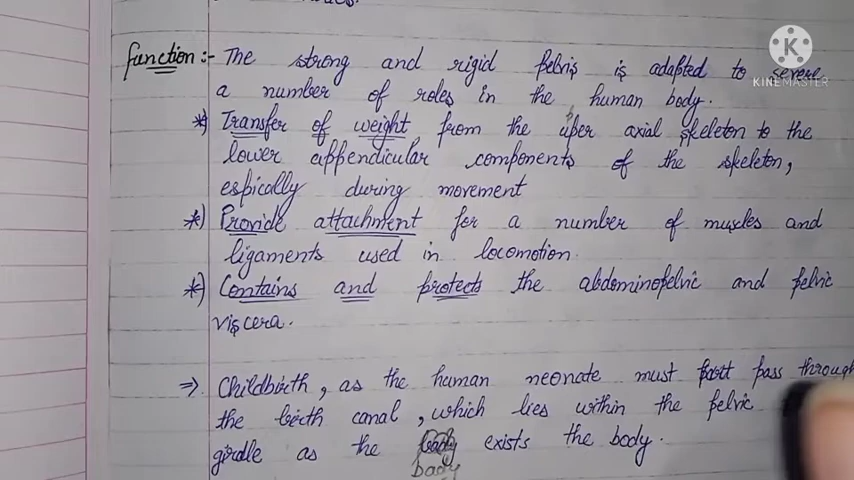 function:- The strong and rigid pelvis is adapted to severe
a number of roles in the human body.
*) Transfer of weight from the upper axial skeleton to the
lower appendicular components of the skeleton,
espically during movement
*) Provide attachment for a number of muscles and
ligaments used in locomotion.
*) Contains and protects the abdominopelvic and pelvic
viscera.
⇒ Childbirth, as the human neonate must pass through
the birth canal, which lies within the pelvic
girdle as the body exists the body.
K
KINEMASTER